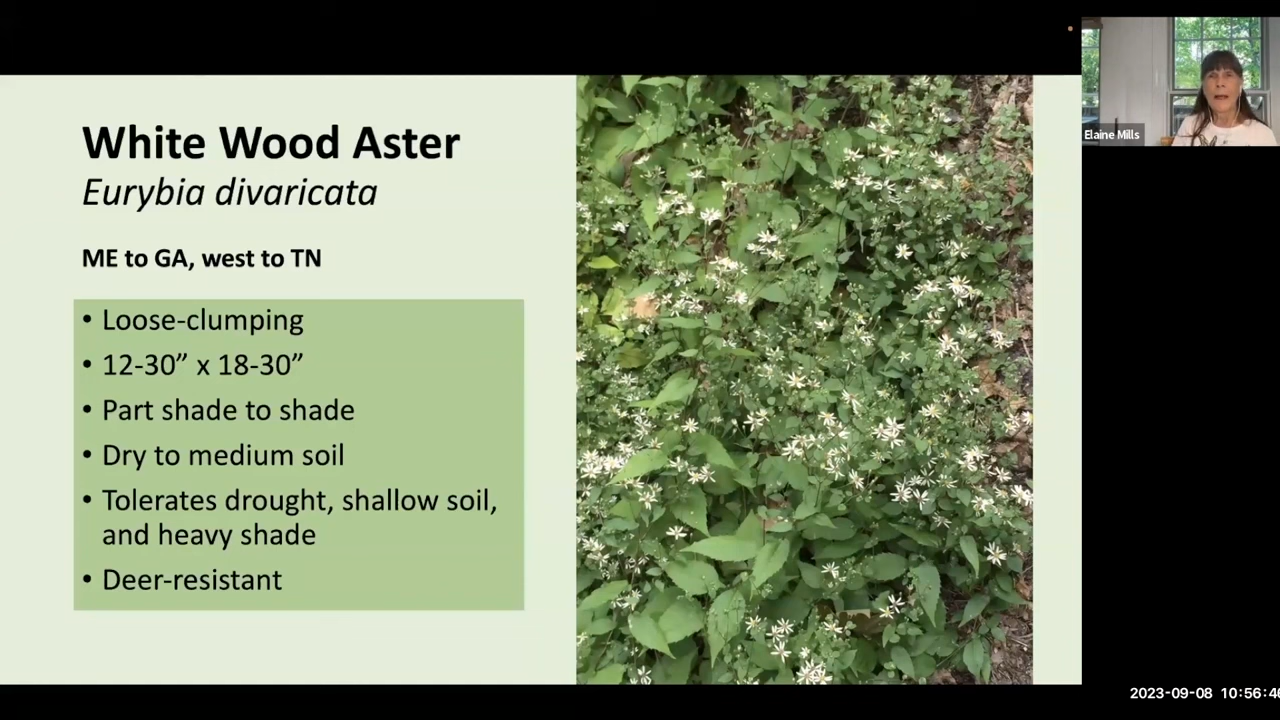 White Wood Aster
Eurybia divaricata
ME to GA, west to TN
• Loose-clumping
• 12-30” x 18-30”
• Part shade to shade
• Dry to medium soil
• Tolerates drought, shallow soil,
and heavy shade
• Deer-resistant
Elaine Mills
2023-09-08 10:56:46